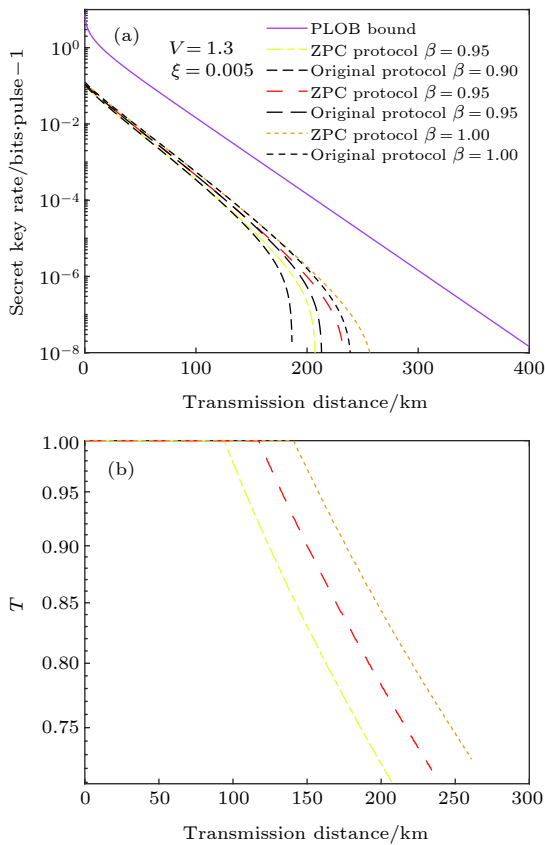 (a)
V = 1.3
ξ = 0.005
PLOB bound
ZPC protocol β = 0.95
Original protocol β = 0.90
ZPC protocol β = 0.95
Original protocol β = 0.95
ZPC protocol β = 1.00
Original protocol β = 1.00
Secret key rate/bits·pulse−1
10⁰
10⁻²
10⁻⁴
10⁻⁶
10⁻⁸
0 100 200 300 400
Transmission distance/km
(b)
T
1.00
0.95
0.90
0.85
0.80
0.75
0 50 100 150 200 250 300
Transmission distance/km